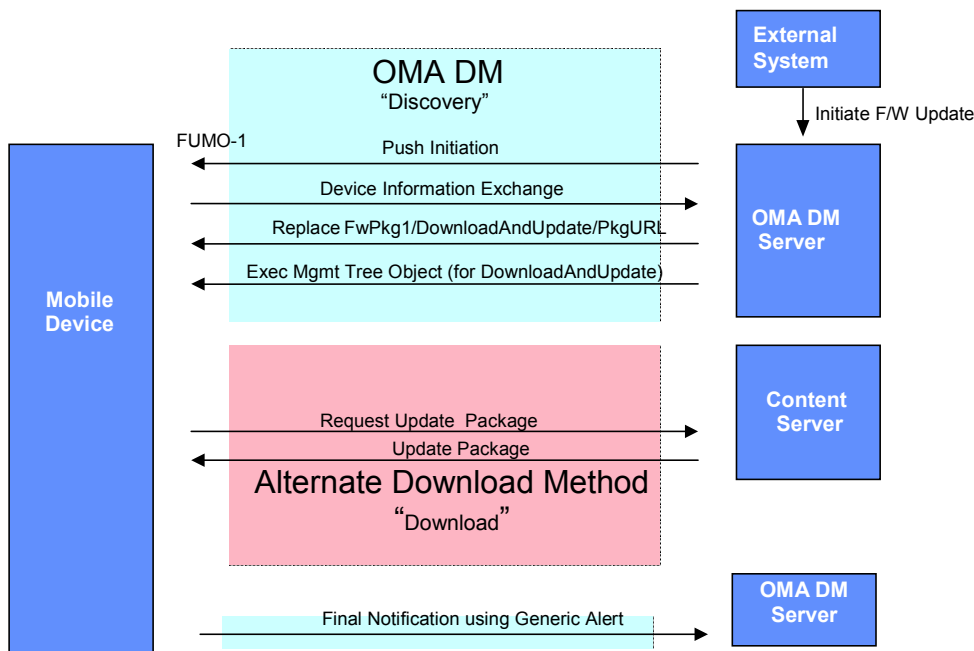 External
System
OMA DM
“Discovery”
Initiate F/W Update
FUMO-1
Push Initiation
Device Information Exchange
Replace FwPkg1/DownloadAndUpdate/PkgURL
OMA DM
Server
Exec Mgmt Tree Object (for DownloadAndUpdate)
Mobile
Device
Content
Server
Request Update Package
Update Package
Alternate Download Method
“Download”
OMA DM
Server
Final Notification using Generic Alert